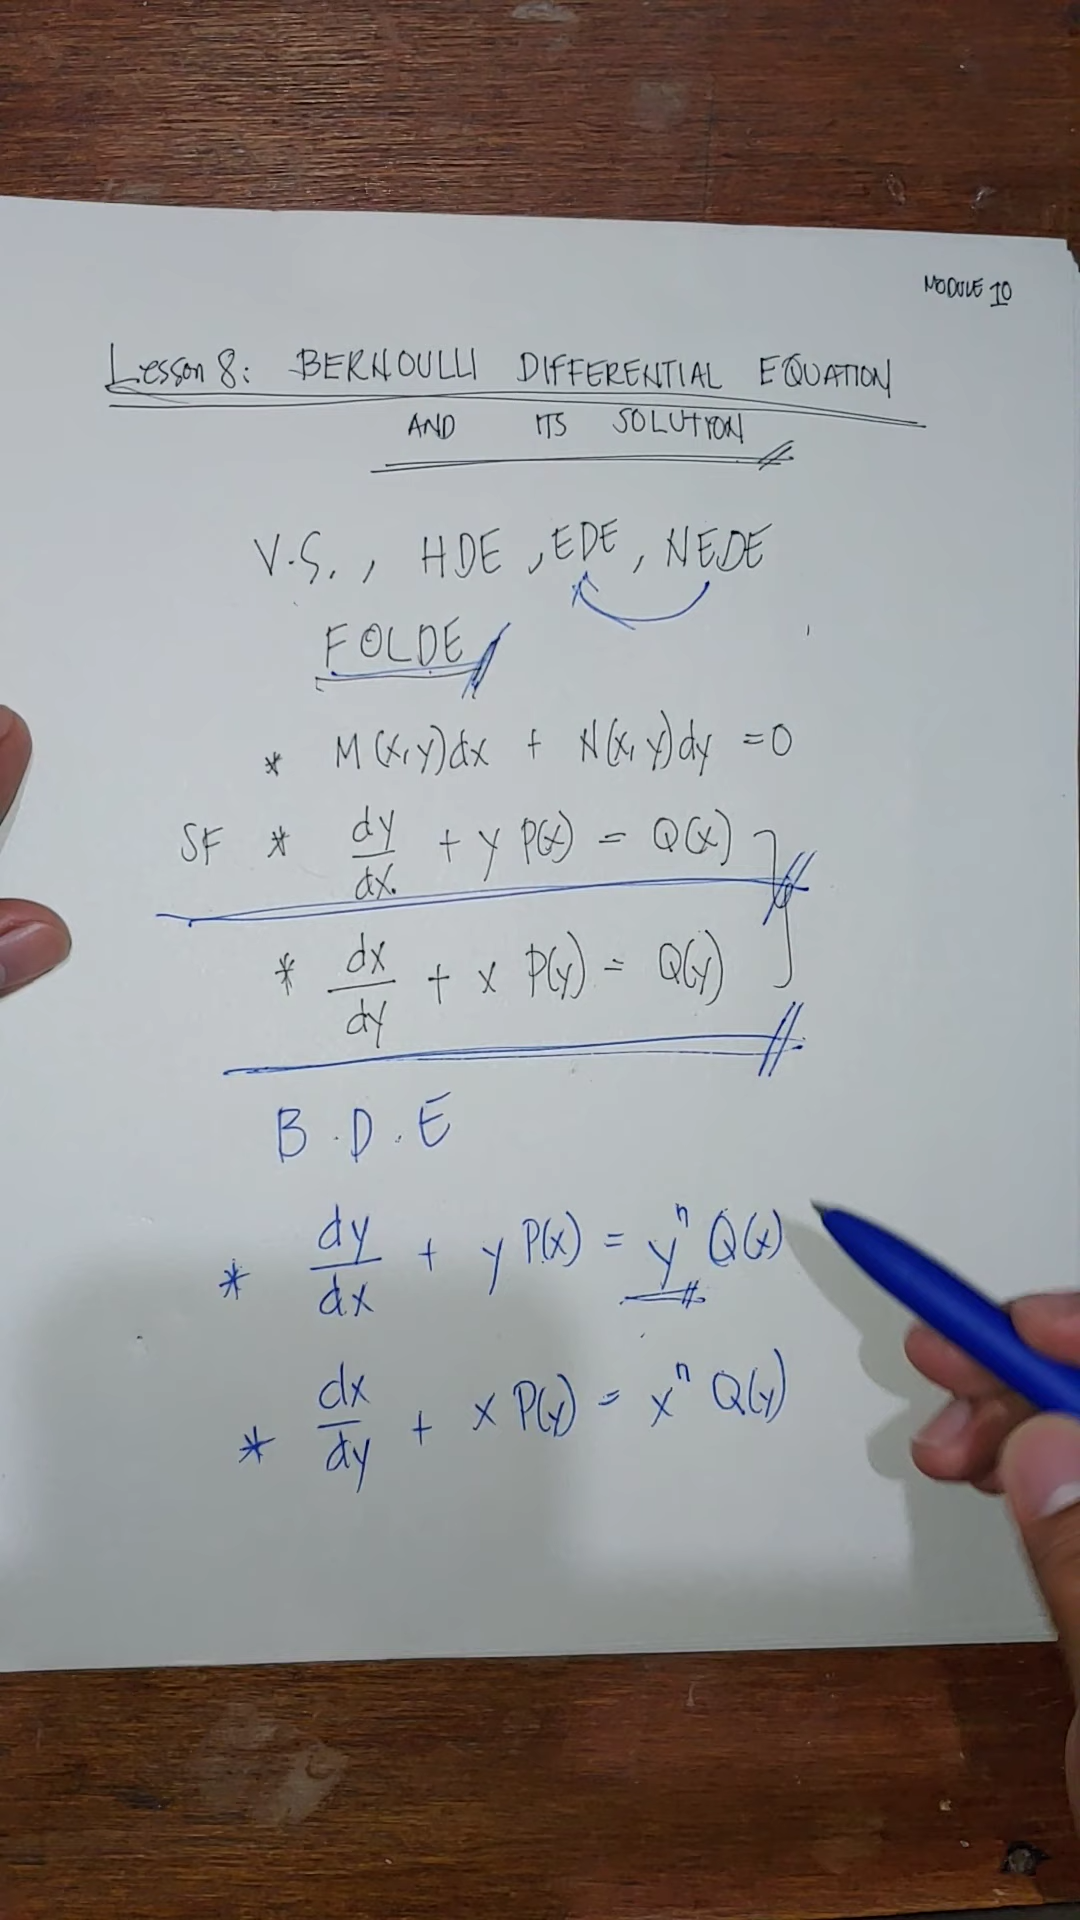 MODULE 10
Lesson 8: BERNOULLI DIFFERENTIAL EQUATION
AND ITS SOLUTION
V.S., HDE, EDE, NEDE
FOLDE
* M(x,y)dx + N(x,y)dy = 0
SF * dy/dx + y P(x) = Q(x)
* dx/dy + x P(y) = Q(y)
B.D.E
* dy/dx + y P(x) = yⁿ Q(x)
* dx/dy + x P(y) = xⁿ Q(y)